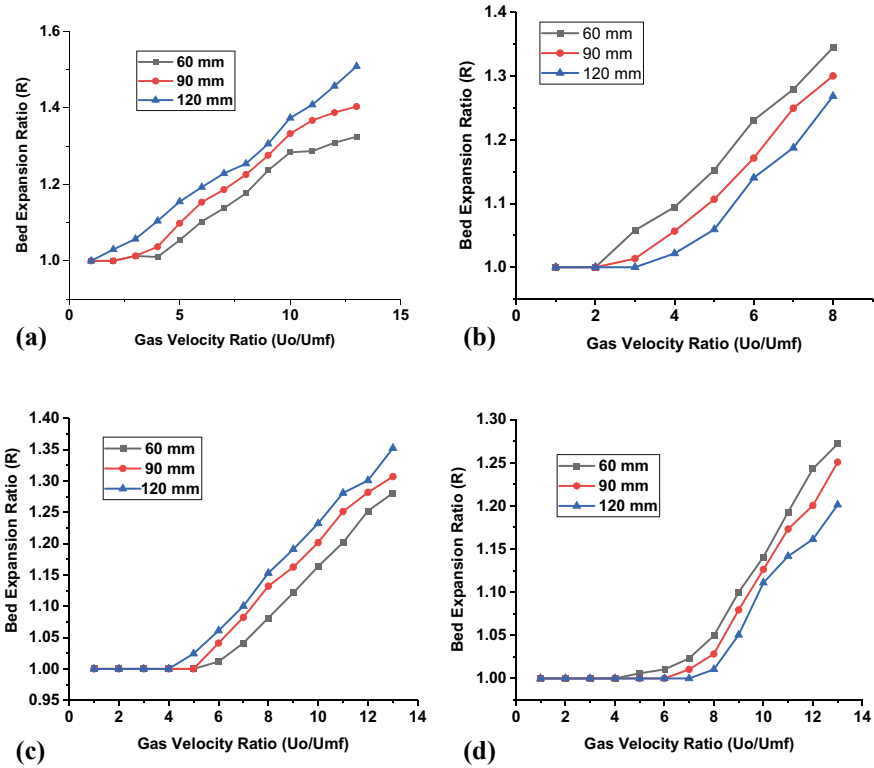 1.6
1.4
1.2
1.0
Bed Expansion Ratio (R)
60 mm
90 mm
120 mm
0 5 10 15
Gas Velocity Ratio (Uo/Umf)
(a)
1.4
1.3
1.2
1.1
1.0
Bed Expansion Ratio (R)
60 mm
90 mm
120 mm
0 2 4 6 8
Gas Velocity Ratio (Uo/Umf)
(b)
1.40
1.35
1.30
1.25
1.20
1.15
1.10
1.05
1.00
0.95
Bed Expansion Ratio (R)
60 mm
90 mm
120 mm
0 2 4 6 8 10 12 14
Gas Velocity Ratio (Uo/Umf)
(c)
1.30
1.25
1.20
1.15
1.10
1.05
1.00
Bed Expansion Ratio (R)
60 mm
90 mm
120 mm
0 2 4 6 8 10 12 14
Gas Velocity Ratio (Uo/Umf)
(d)